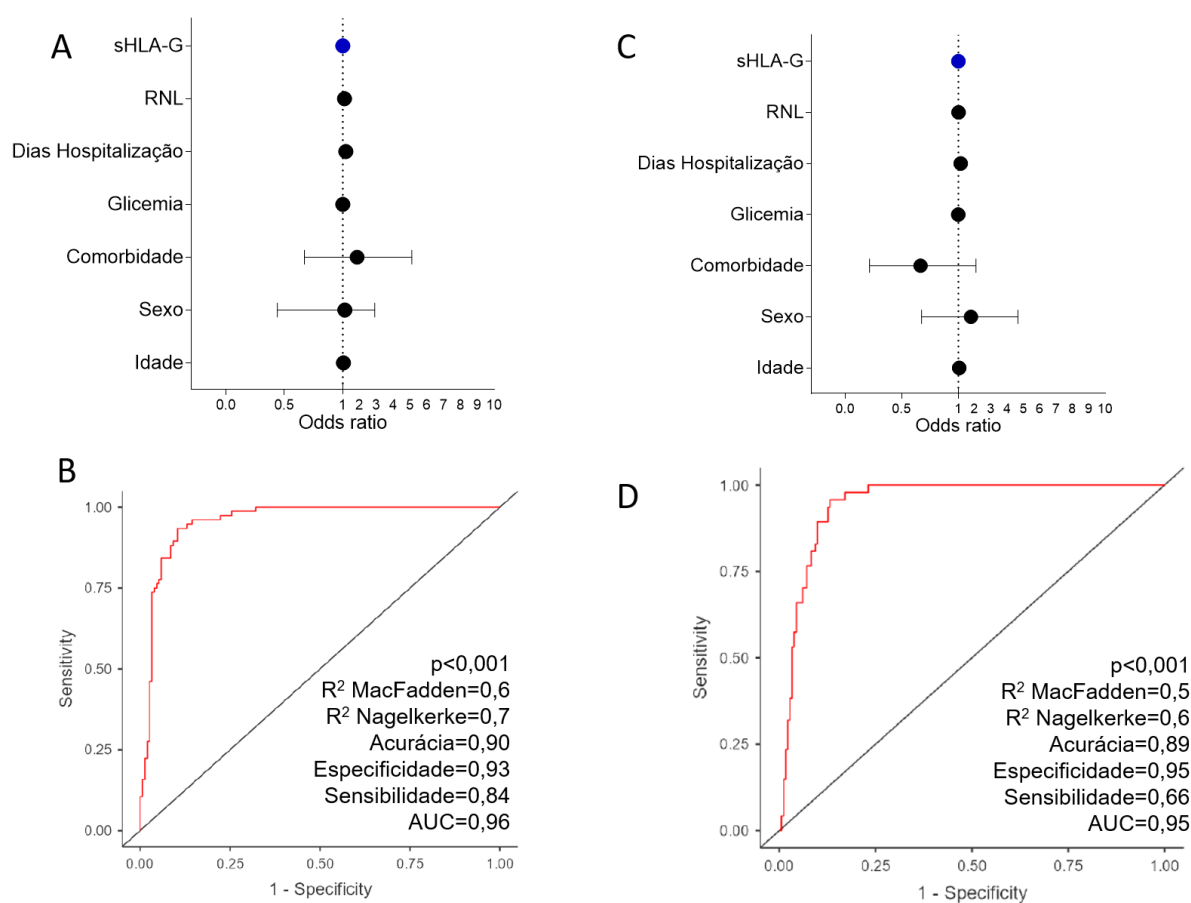 A
sHLA-G
RNL
Dias Hospitalização
Glicemia
Comorbidade
Sexo
Idade
0.0 0.5 1 2 3 4 5 6 7 8 9 10
Odds ratio
C
sHLA-G
RNL
Dias Hospitalização
Glicemia
Comorbidade
Sexo
Idade
0.0 0.5 1 2 3 4 5 6 7 8 9 10
Odds ratio
B
1.00
0.75
0.50
0.25
0.00
Sensitivity
p<0,001
R² MacFadden=0,6
R² Nagelkerke=0,7
Acurácia=0,90
Especificidade=0,93
Sensibilidade=0,84
AUC=0,96
0.00 0.25 0.50 0.75 1.00
1 - Specificity
D
1.00
0.75
0.50
0.25
0.00
Sensitivity
p<0,001
R² MacFadden=0,5
R² Nagelkerke=0,6
Acurácia=0,89
Especificidade=0,95
Sensibilidade=0,66
AUC=0,95
0.00 0.25 0.50 0.75 1.00
1 - Specificity